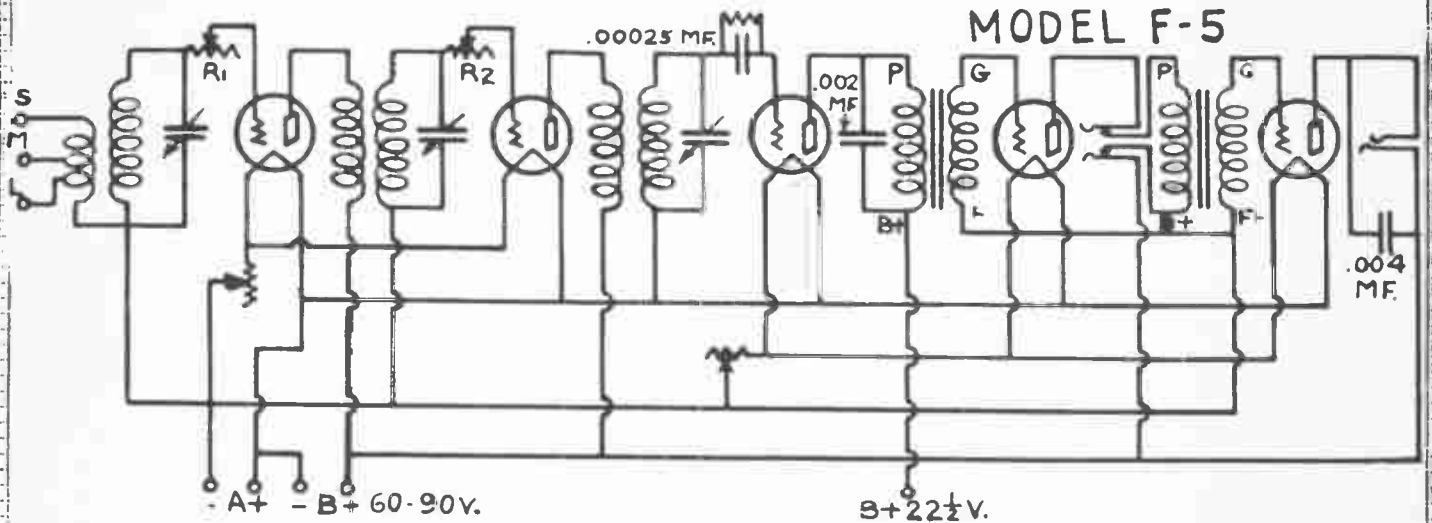 MODEL F-5
.00025 MF.
R1
R2
.002
MF.
P
G
P
G
S
M
L
B+
F-
+
F-
.004
MF.
- A+ - B+ 60-90V.
B+22½V.